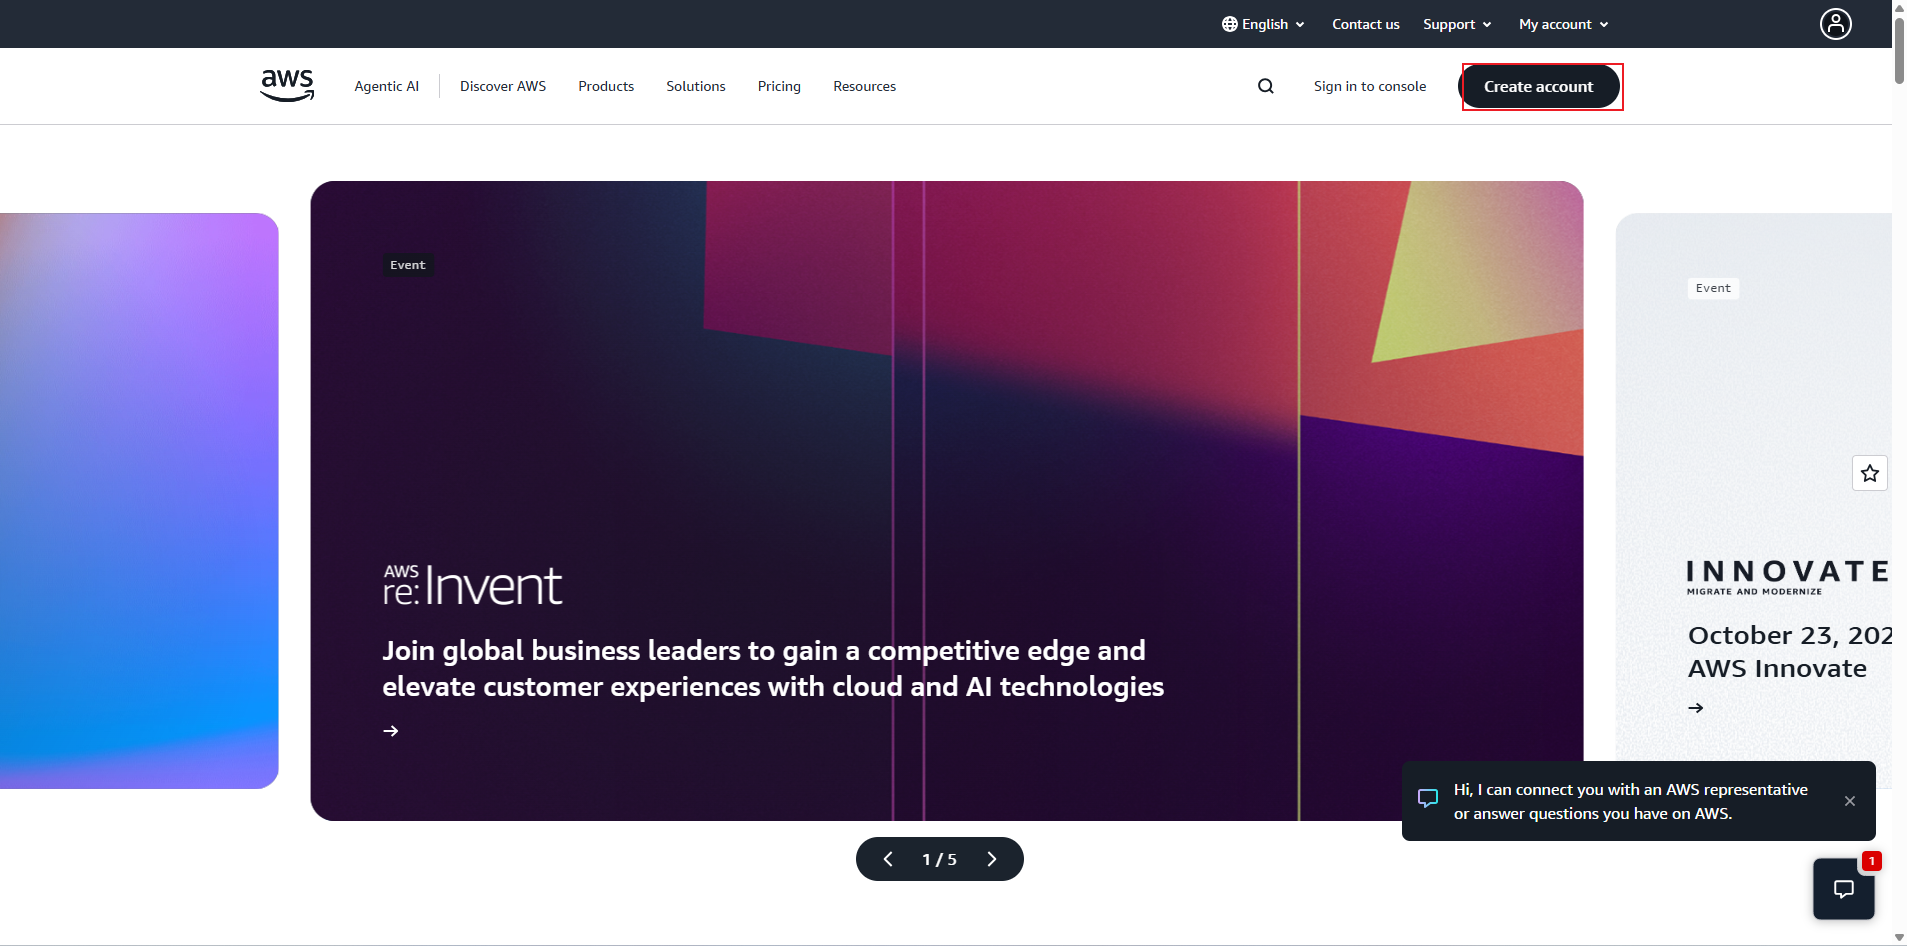 English
Contact us
Support
My account
aws
Agentic AI
Discover AWS
Products
Solutions
Pricing
Resources
Sign in to console
Create account
Event
AWS
re:Invent
Join global business leaders to gain a competitive edge and
elevate customer experiences with cloud and AI technologies
Event
INNOVATE
MIGRATE AND MODERNIZE
October 23, 202
AWS Innovate
Hi, I can connect you with an AWS representative
or answer questions you have on AWS.
1 / 5
1